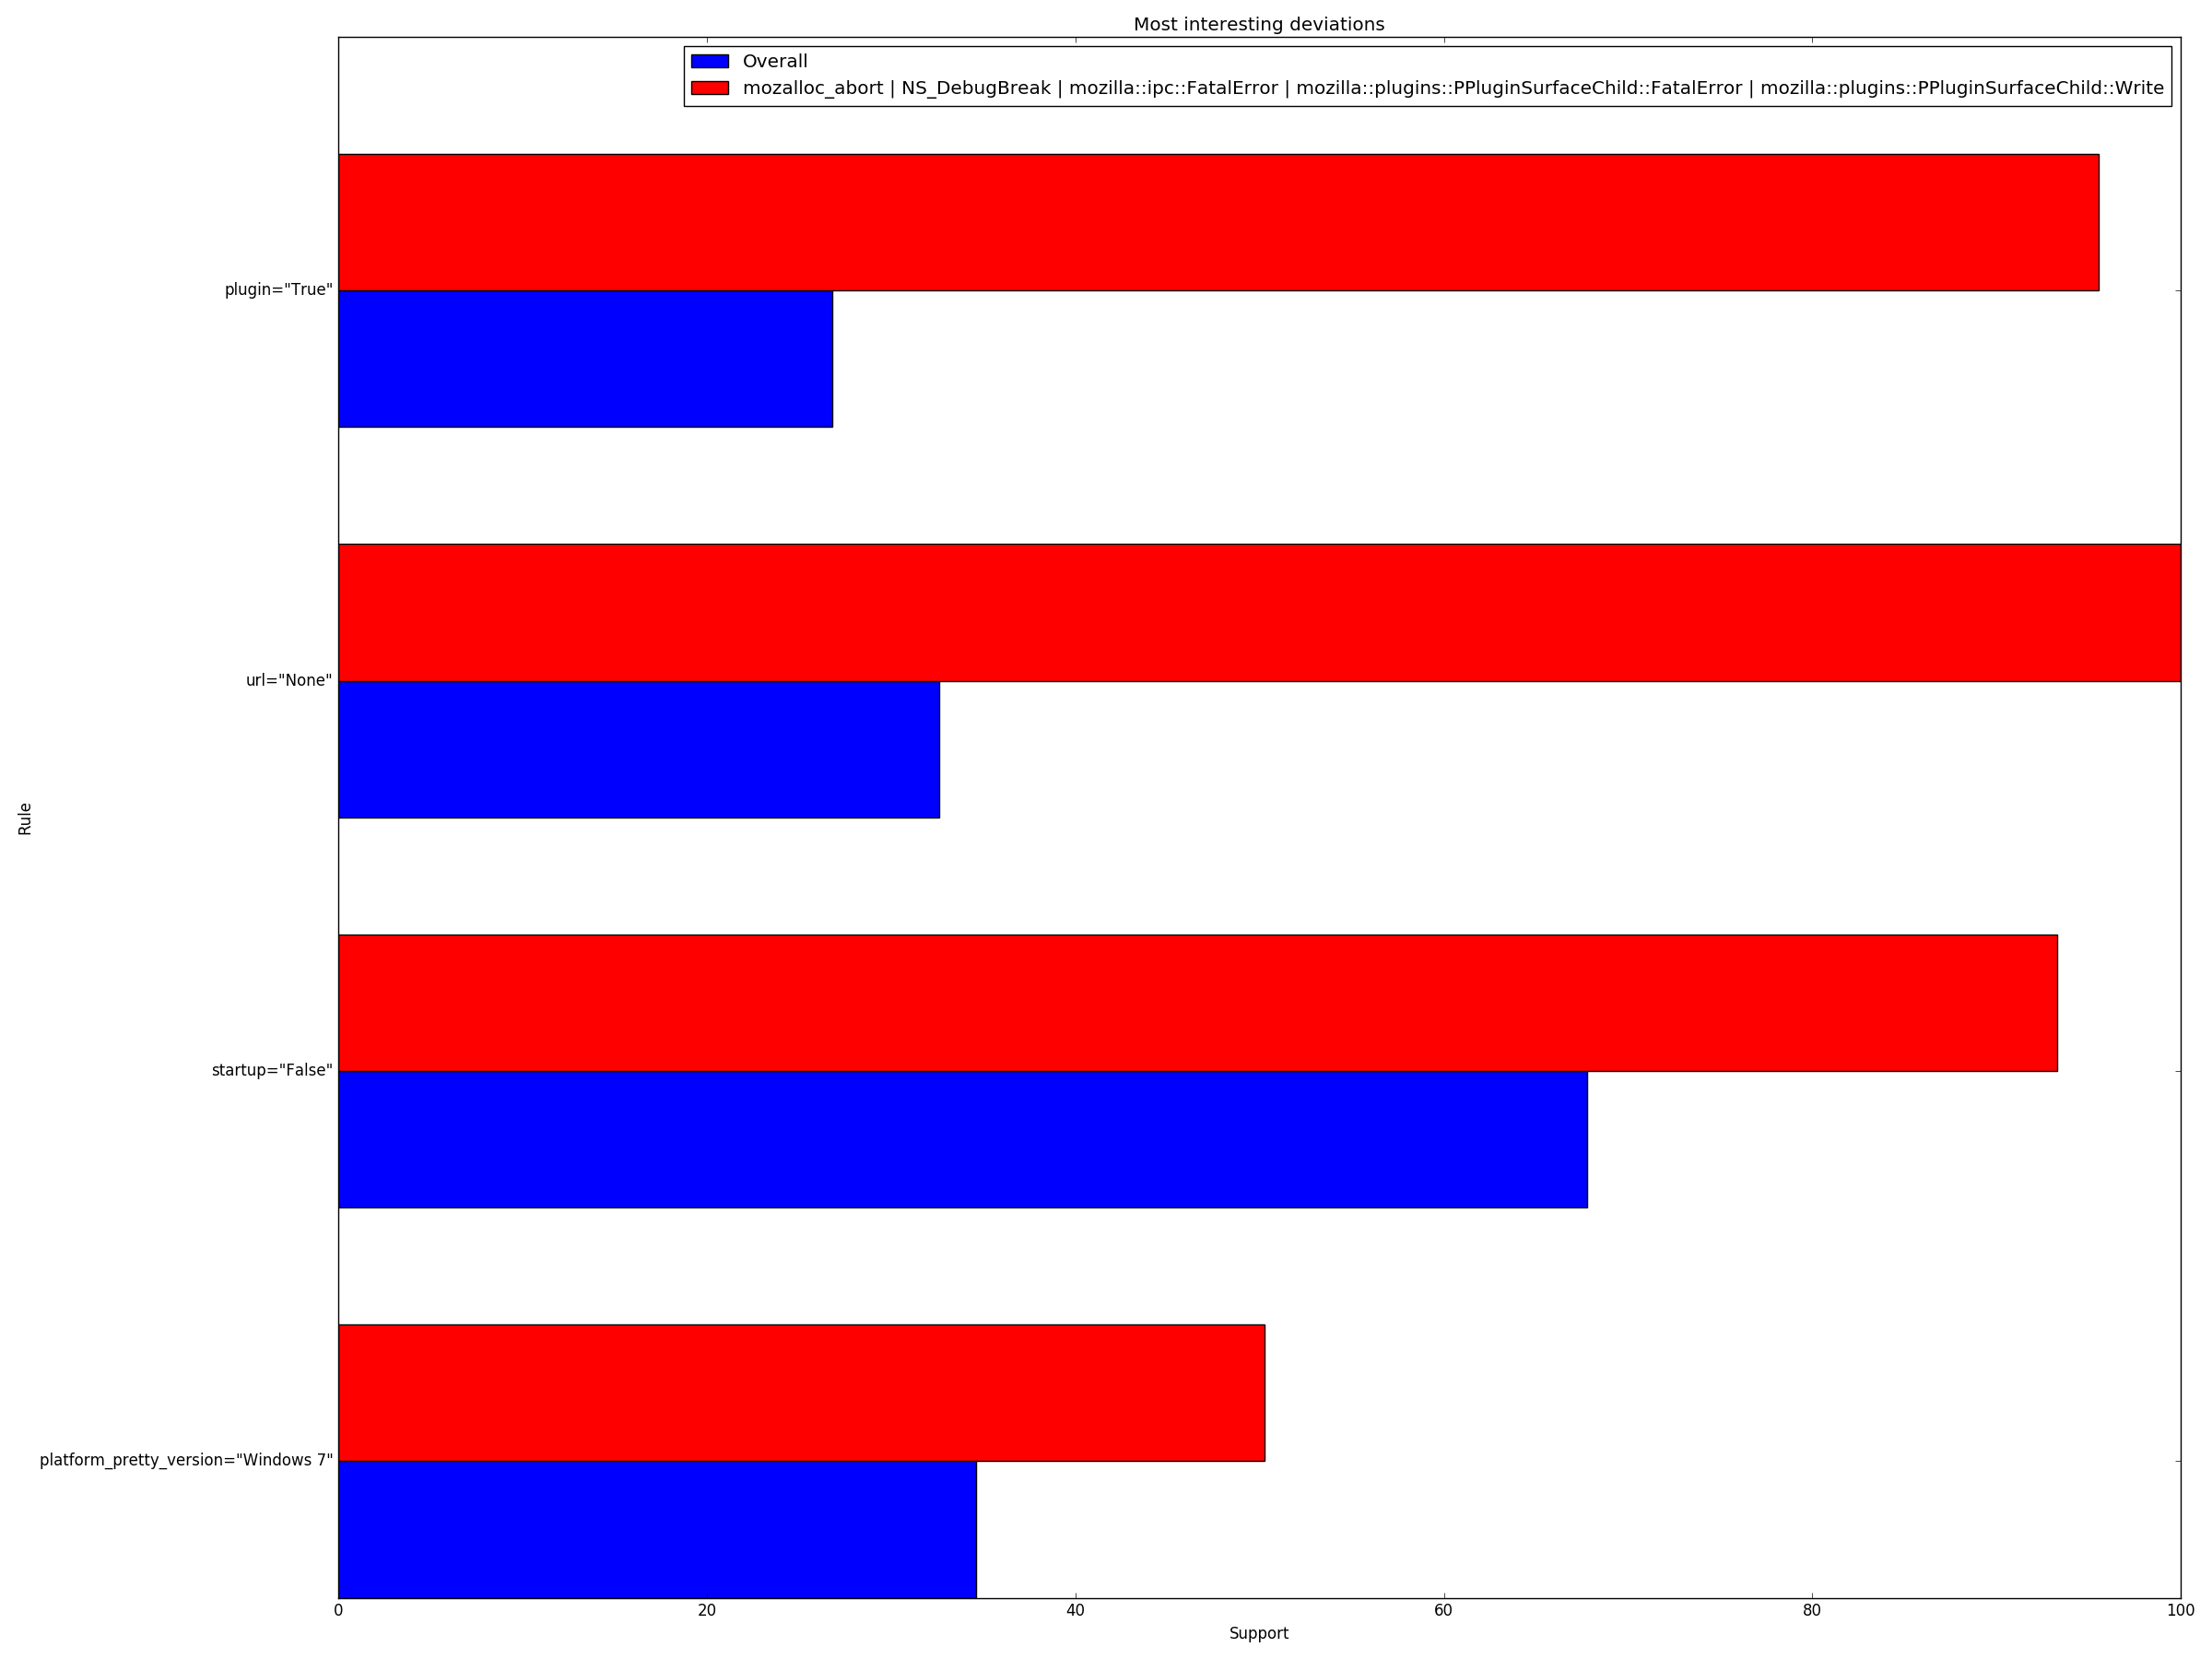 Most interesting deviations
Overall
mozalloc_abort | NS_DebugBreak | mozilla::ipc::FatalError | mozilla::plugins::PPluginSurfaceChild::FatalError | mozilla::plugins::PPluginSurfaceChild::Write
plugin="True"
url="None"
startup="False"
platform_pretty_version="Windows 7"
Rule
0 20 40 60 80 100
Support